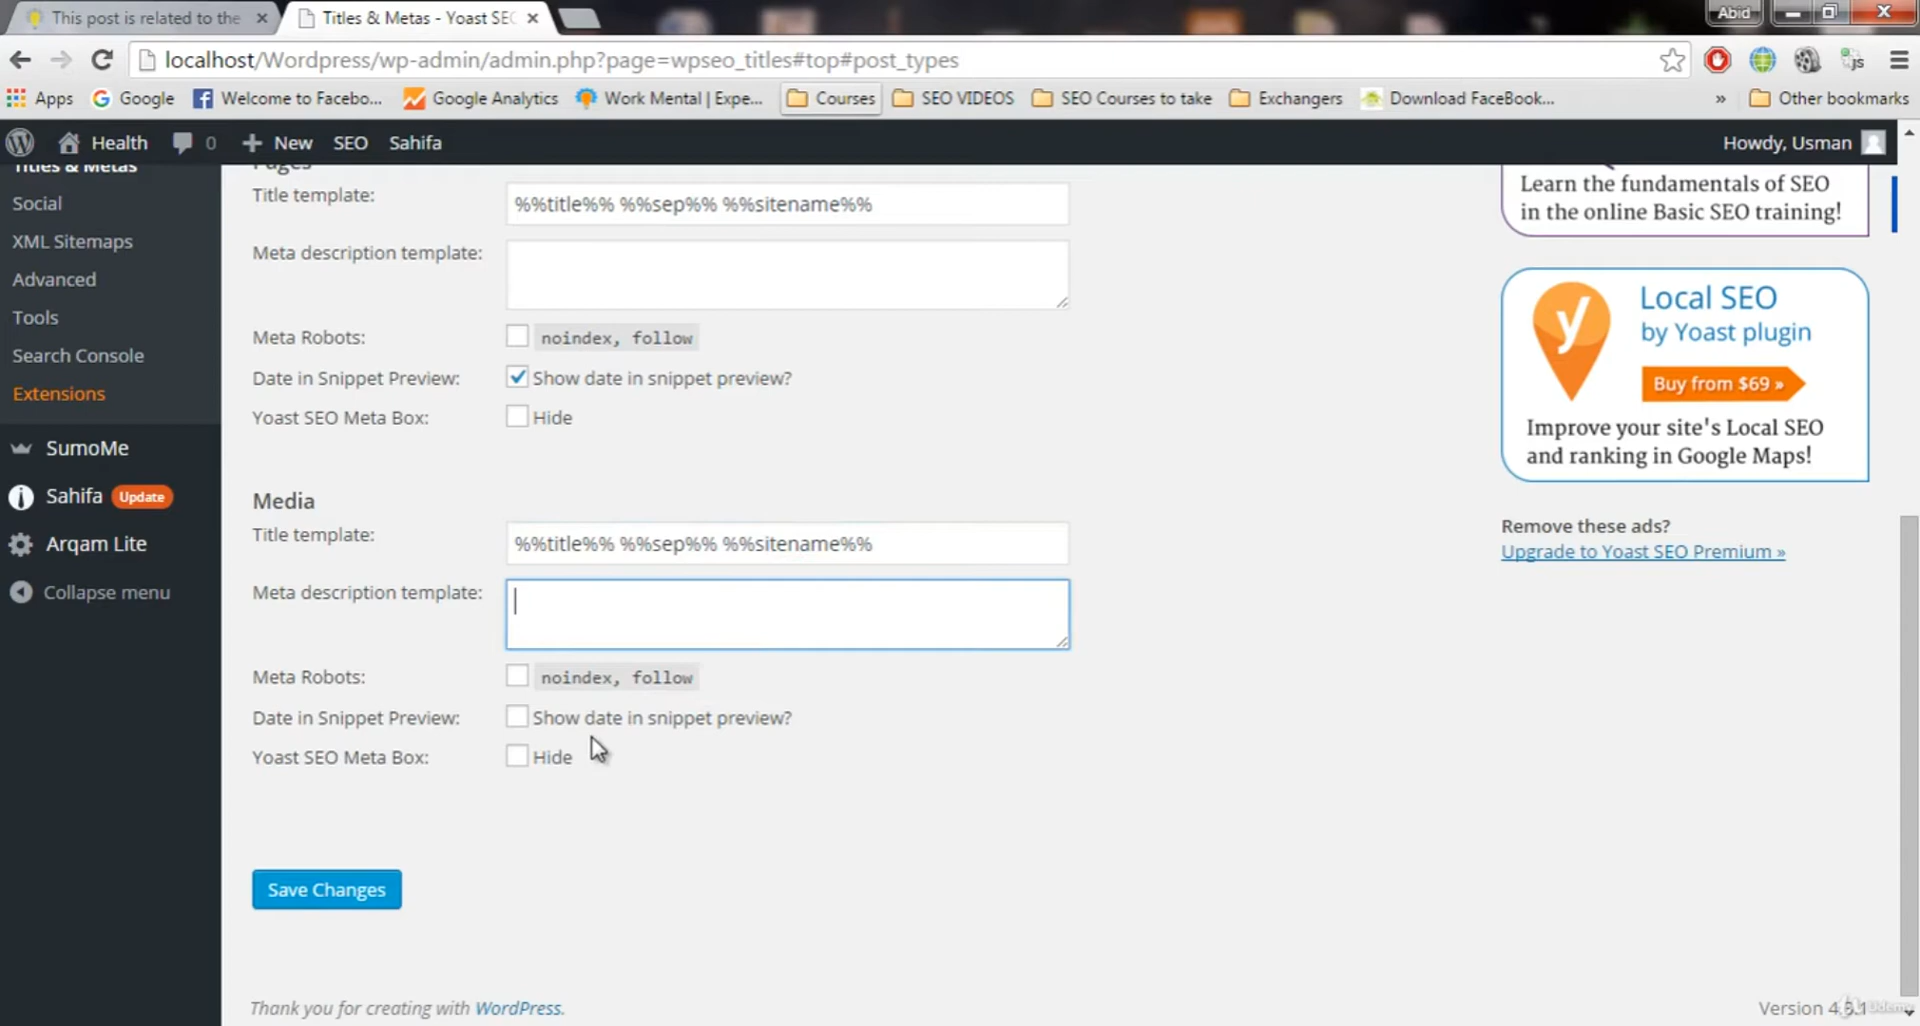 This post is related to the
Titles & Metas - Yoast SEO
Abid
localhost/Wordpress/wp-admin/admin.php?page=wpseo_titles#top#post_types
Apps
Google
Welcome to Facebo...
Google Analytics
Work Mental | Expe...
Courses
SEO VIDEOS
SEO Courses to take
Exchangers
Download FaceBook...
»
Other bookmarks
Health
0
New
SEO
Sahifa
Howdy, Usman
Titles & Metas
Social
XML Sitemaps
Advanced
Tools
Search Console
Extensions
SumoMe
Sahifa Update
Arqam Lite
Collapse menu
Pages
Title template: %%title%% %%sep%% %%sitename%%
Meta description template:
Meta Robots: noindex, follow
Date in Snippet Preview: Show date in snippet preview?
Yoast SEO Meta Box: Hide
Media
Title template: %%title%% %%sep%% %%sitename%%
Meta description template:
Meta Robots: noindex, follow
Date in Snippet Preview: Show date in snippet preview?
Yoast SEO Meta Box: Hide
Save Changes
Learn the fundamentals of SEO
in the online Basic SEO training!
y
Local SEO
by Yoast plugin
Buy from $69 »
Improve your site's Local SEO
and ranking in Google Maps!
Remove these ads?
Upgrade to Yoast SEO Premium »
Thank you for creating with WordPress.
Version
Udemy